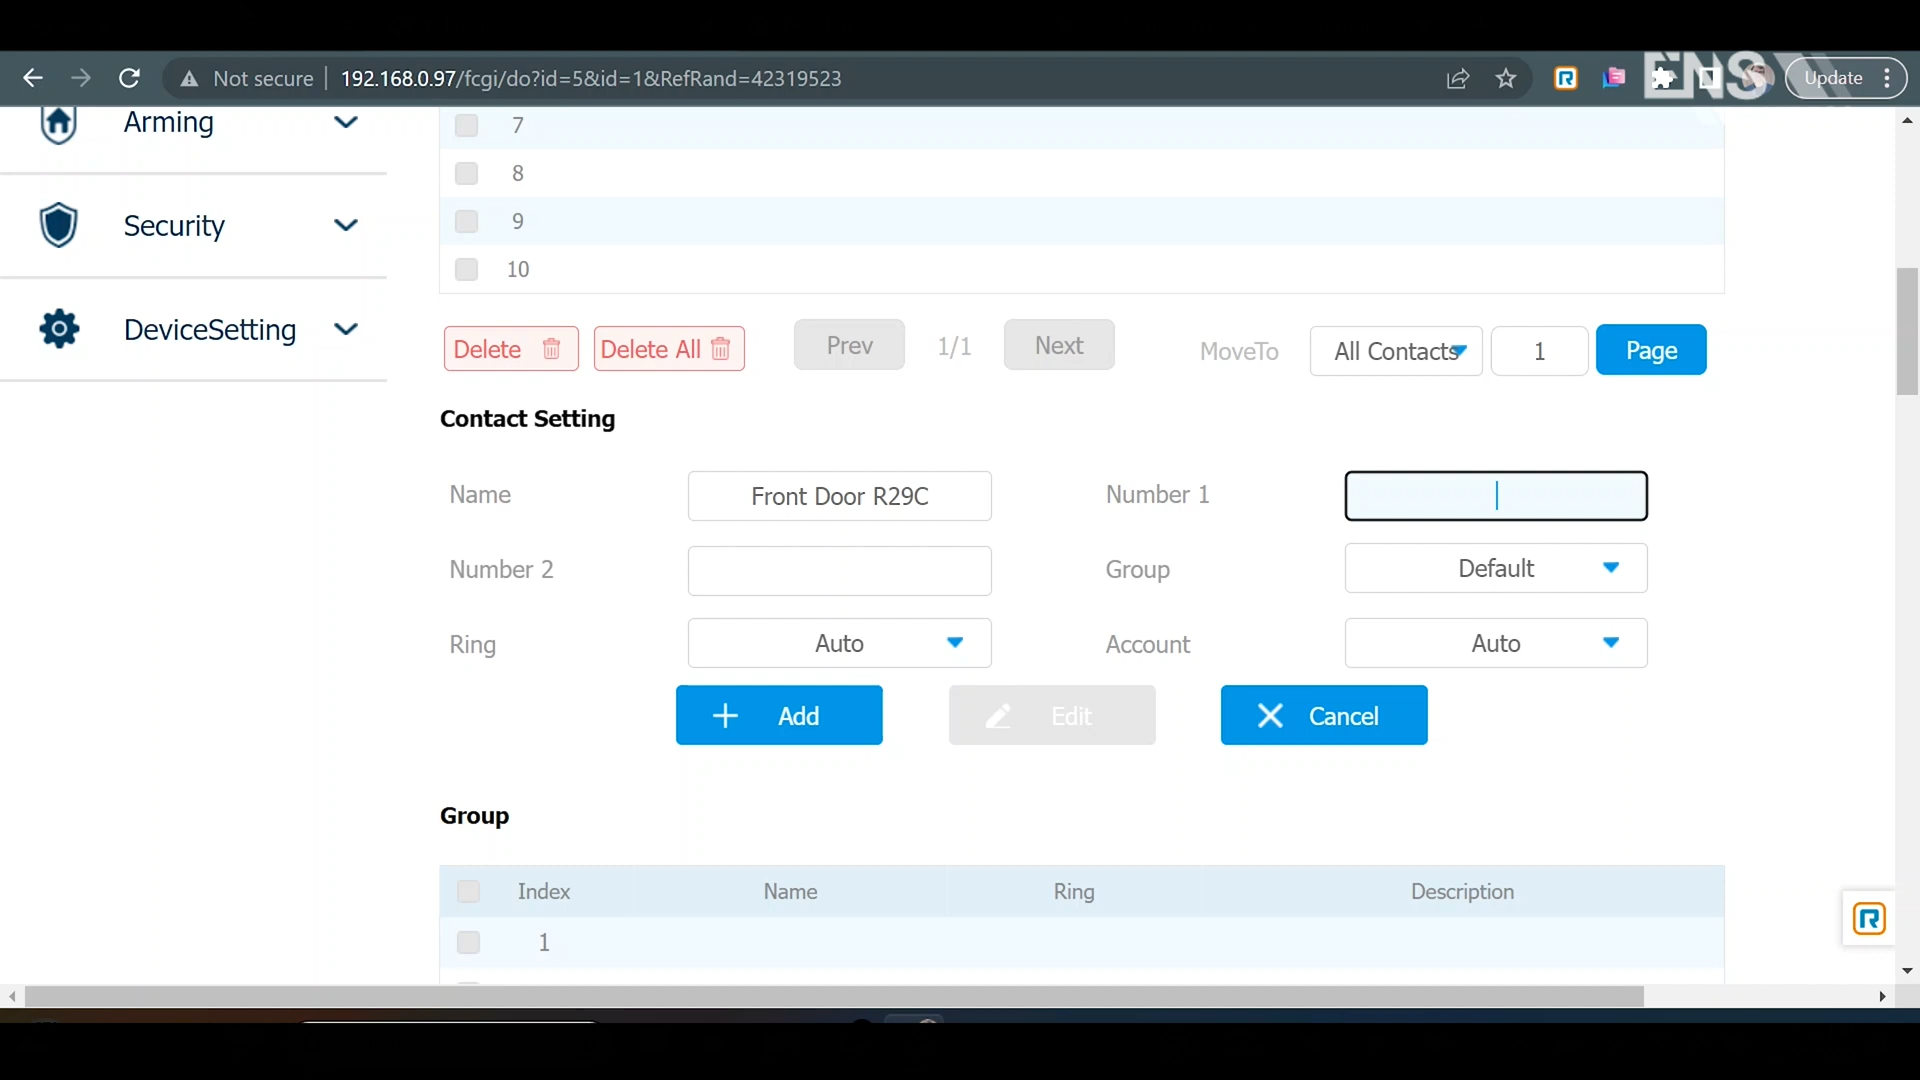 Not secure | 192.168.0.97/fcgi/do?id=5&id=1&RefRand=42319523
ENS
Update
Arming
Security
DeviceSetting
7
8
9
10
Delete
Delete All
Prev
1/1
Next
MoveTo
All Contacts
1
Page
Contact Setting
Name
Front Door R29C
Number 1
Number 2
Group
Default
Ring
Auto
Account
Auto
Add
Edit
Cancel
Group
Index
Name
Ring
Description
1